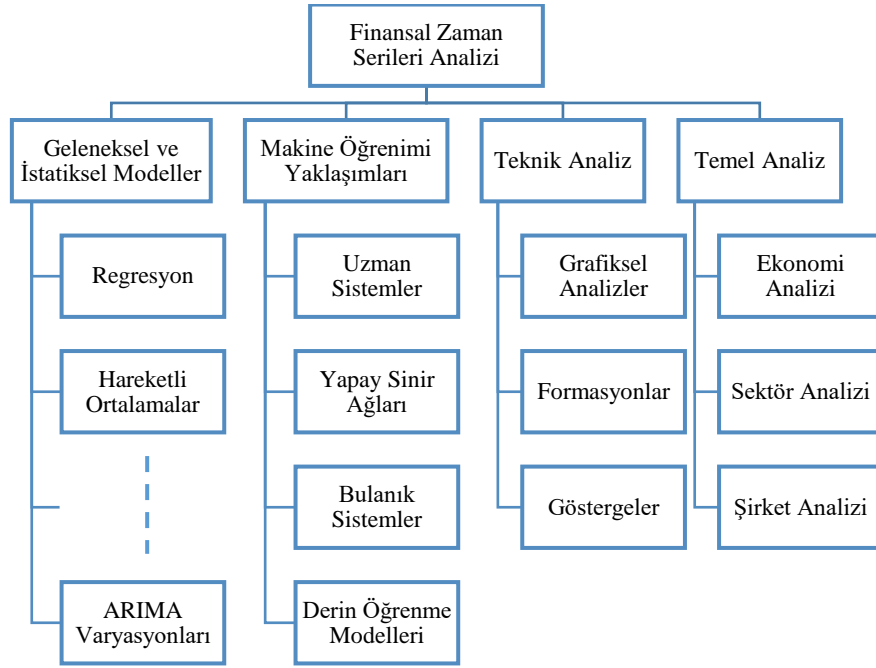 Finansal Zaman
Serileri Analizi
Geleneksel ve
İstatiksel Modeller
Makine Öğrenimi
Yaklaşımları
Teknik Analiz
Temel Analiz
Regresyon
Uzman
Sistemler
Grafiksel
Analizler
Ekonomi
Analizi
Hareketli
Ortalamalar
Yapay Sinir
Ağları
Formasyonlar
Sektör Analizi
Bulanık
Sistemler
Göstergeler
Şirket Analizi
ARIMA
Varyasyonları
Derin Öğrenme
Modelleri